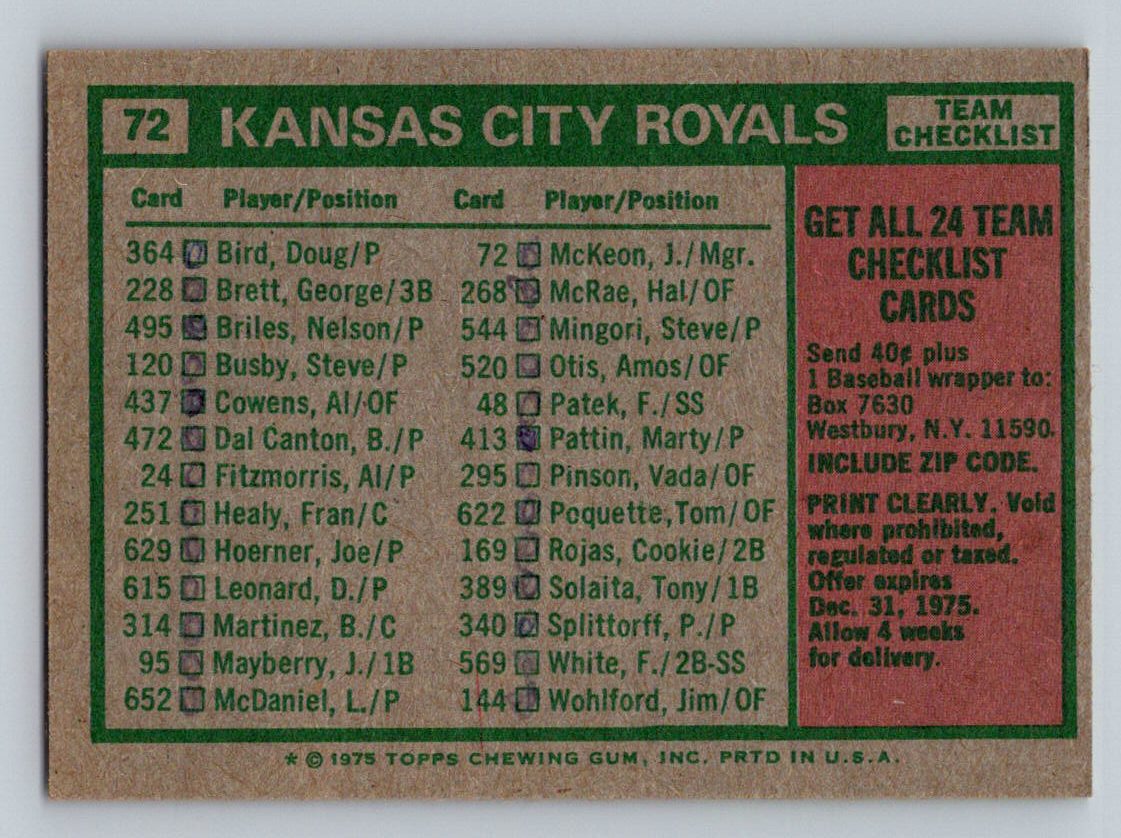 72 KANSAS CITY ROYALS TEAM CHECKLIST
Card Player/Position
364 Bird, Doug/P
228 Brett, George/3B
495 Briles, Nelson/P
120 Busby, Steve/P
437 Cowens, Al/OF
472 Dal Canton, B./P
24 Fitzmorris, Al/P
251 Healy, Fran/C
629 Hoerner, Joe/P
615 Leonard, D./P
314 Martinez, B./C
95 Mayberry, J./1B
652 McDaniel, L./P
Card Player/Position
72 McKeon, J./Mgr.
268 McRae, Hal/OF
544 Mingori, Steve/P
520 Otis, Amos/OF
48 Patek, F./SS
413 Pattin, Marty/P
295 Pinson, Vada/OF
622 Poquette, Tom/OF
169 Rojas, Cookie/2B
389 Solaita, Tony/1B
340 Splittorff, P./P
569 White, F./2B-SS
144 Wohlford, Jim/OF
GET ALL 24 TEAM
CHECKLIST
CARDS
Send 40¢ plus
1 Baseball wrapper to:
Box 7630
Westbury, N.Y. 11590.
INCLUDE ZIP CODE.
PRINT CLEARLY. Void
where prohibited,
regulated or taxed.
Offer expires
Dec. 31, 1975.
Allow 4 weeks
for delivery.
* © 1975 TOPPS CHEWING GUM, INC. PRTD IN U.S.A.